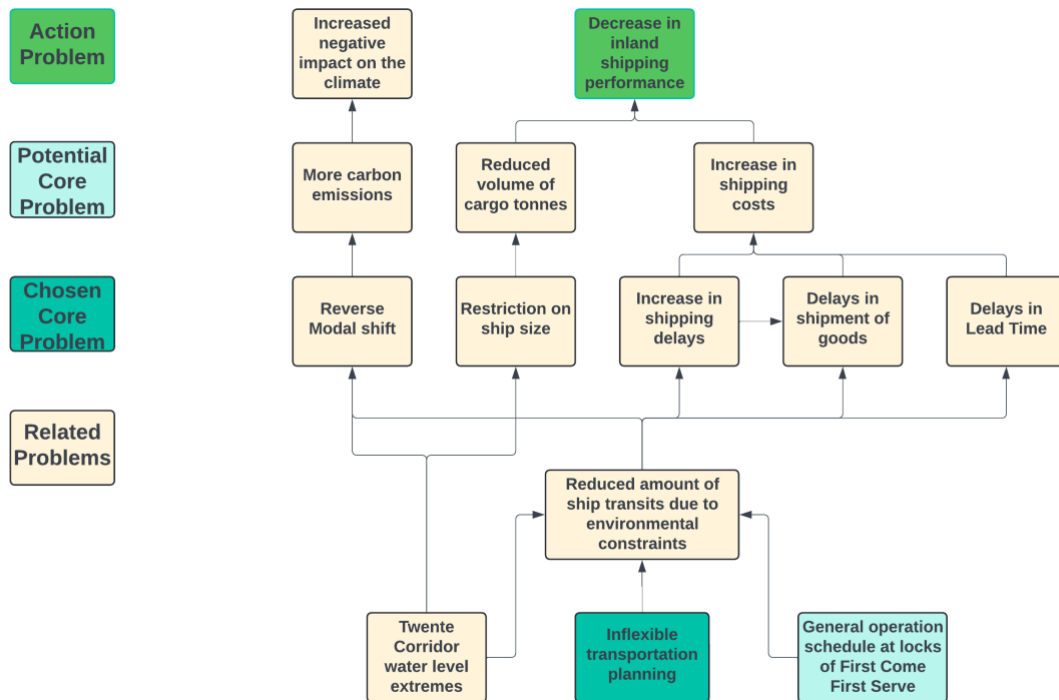 Action
Problem
Potential
Core
Problem
Chosen
Core
Problem
Related
Problems
Increased
negative
impact on the
climate
Decrease in
inland
shipping
performance
More carbon
emissions
Reduced
volume of
cargo tonnes
Increase in
shipping
costs
Reverse
Modal shift
Restriction on
ship size
Increase in
shipping
delays
Delays in
shipment of
goods
Delays in
Lead Time
Reduced amount of
ship transits due to
environmental
constraints
Twente
Corridor
water level
extremes
Inflexible
transportation
planning
General operation
schedule at locks
of First Come
First Serve